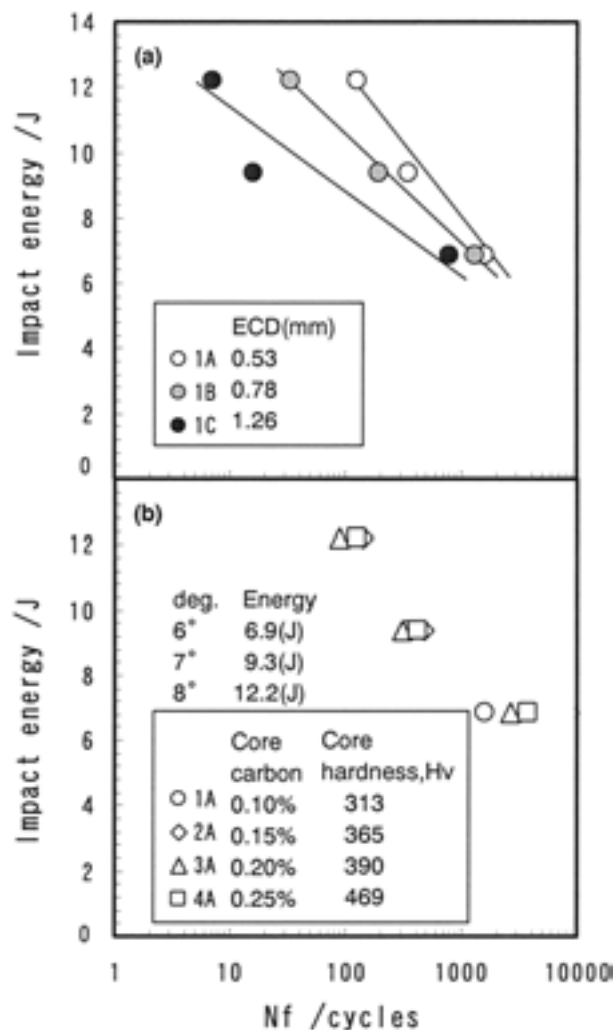 14
(a)
12
10
8
6
4
2
0
Impact energy /J
ECD(mm)
1A 0.53
1B 0.78
1C 1.26
(b)
12
10
8
6
4
2
0
Impact energy /J
deg. Energy
6° 6.9(J)
7° 9.3(J)
8° 12.2(J)
Core Core
carbon hardness,Hv
1A 0.10% 313
2A 0.15% 365
3A 0.20% 390
4A 0.25% 469
1 10 100 1000 10000
Nf /cycles